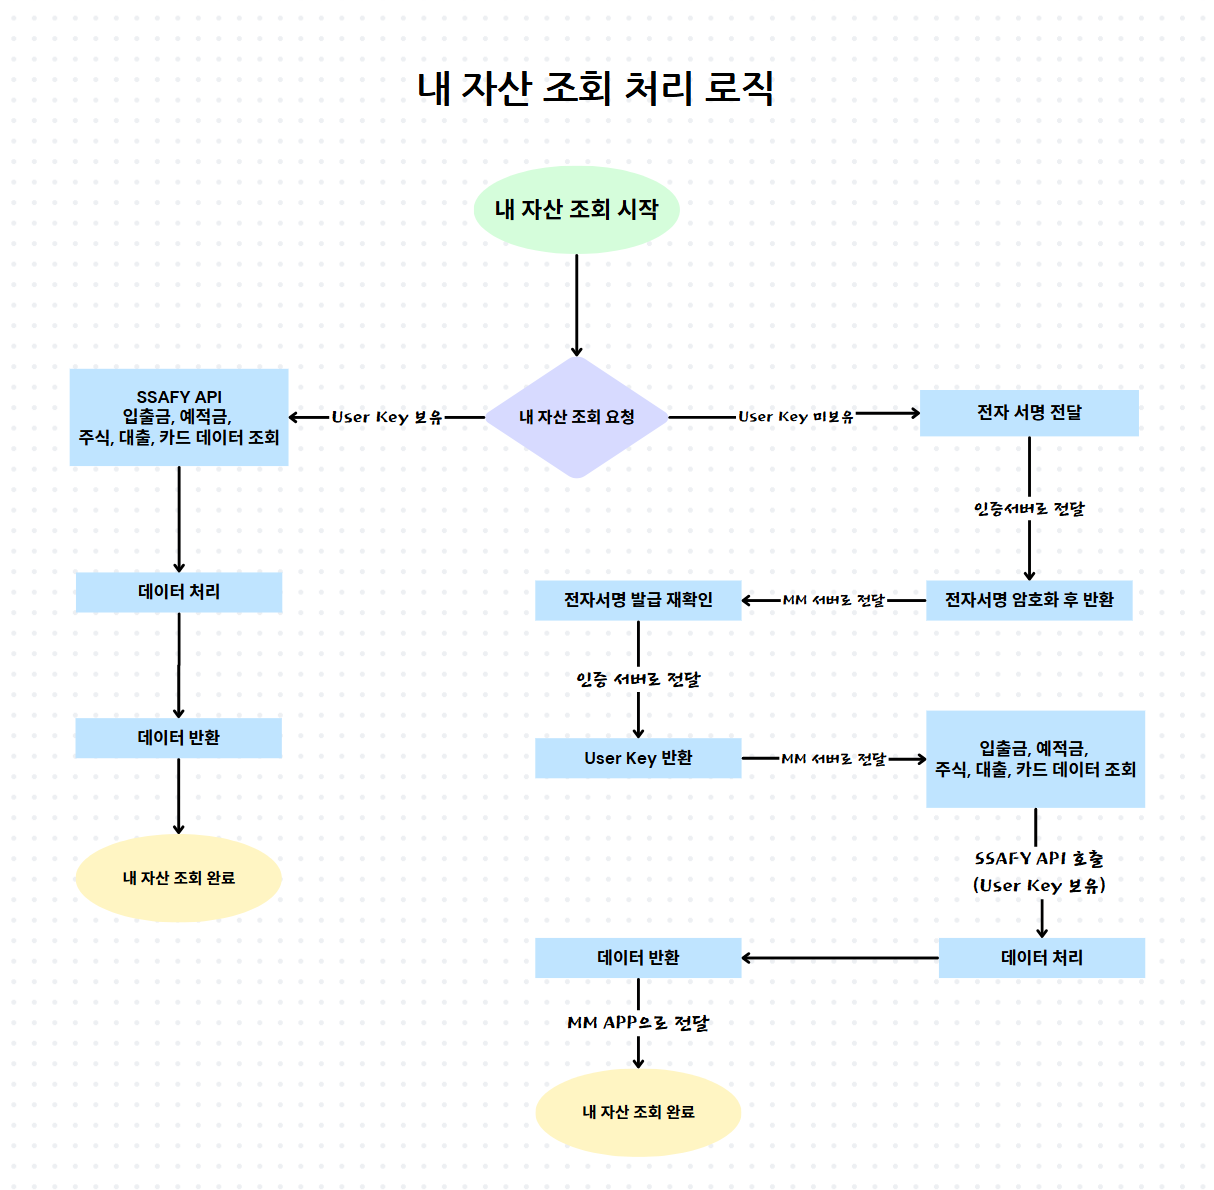 내 자산 조회 처리 로직
내 자산 조회 시작
SSAFY API
입출금, 예적금,
주식, 대출, 카드 데이터 조회
User Key 보유
내 자산 조회 요청
User Key 미보유
전자 서명 전달
인증서버로 전달
데이터 처리
전자서명 발급 재확인
MM 서버로 전달
전자서명 암호화 후 반환
인증 서버로 전달
데이터 반환
User Key 반환
MM 서버로 전달
입출금, 예적금,
주식, 대출, 카드 데이터 조회
SSAFY API 호출
(User Key 보유)
내 자산 조회 완료
데이터 반환
데이터 처리
MM APP으로 전달
내 자산 조회 완료